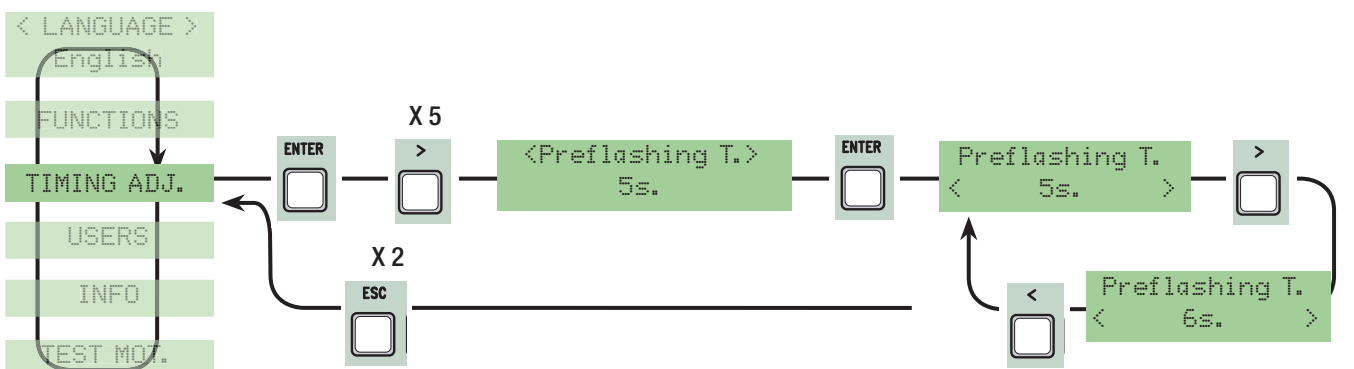 < LANGUAGE >
English
FUNCTIONS
TIMING ADJ.
USERS
INFO
TEST MOT.
ENTER
X 5
>
<Preflashing T.>
5s.
ENTER
Preflashing T.
< 5s. >
>
X 2
ESC
<
Preflashing T.
< 6s. >